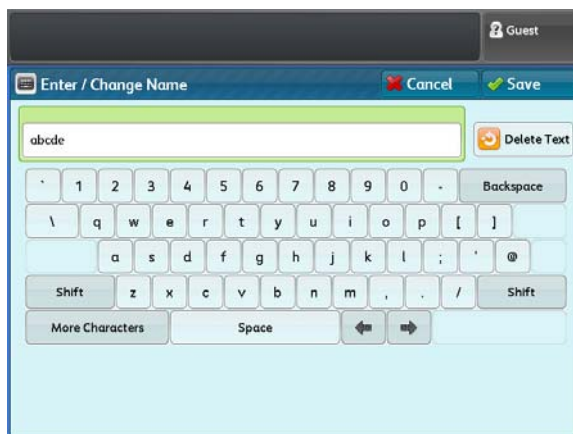 Guest
Enter / Change Name Cancel Save
abcde Delete Text
` 1 2 3 4 5 6 7 8 9 0 - Backspace
\ q w e r t y u i o p [ ]
a s d f g h j k l ; ' @
Shift z x c v b n m , . / Shift
More Characters Space